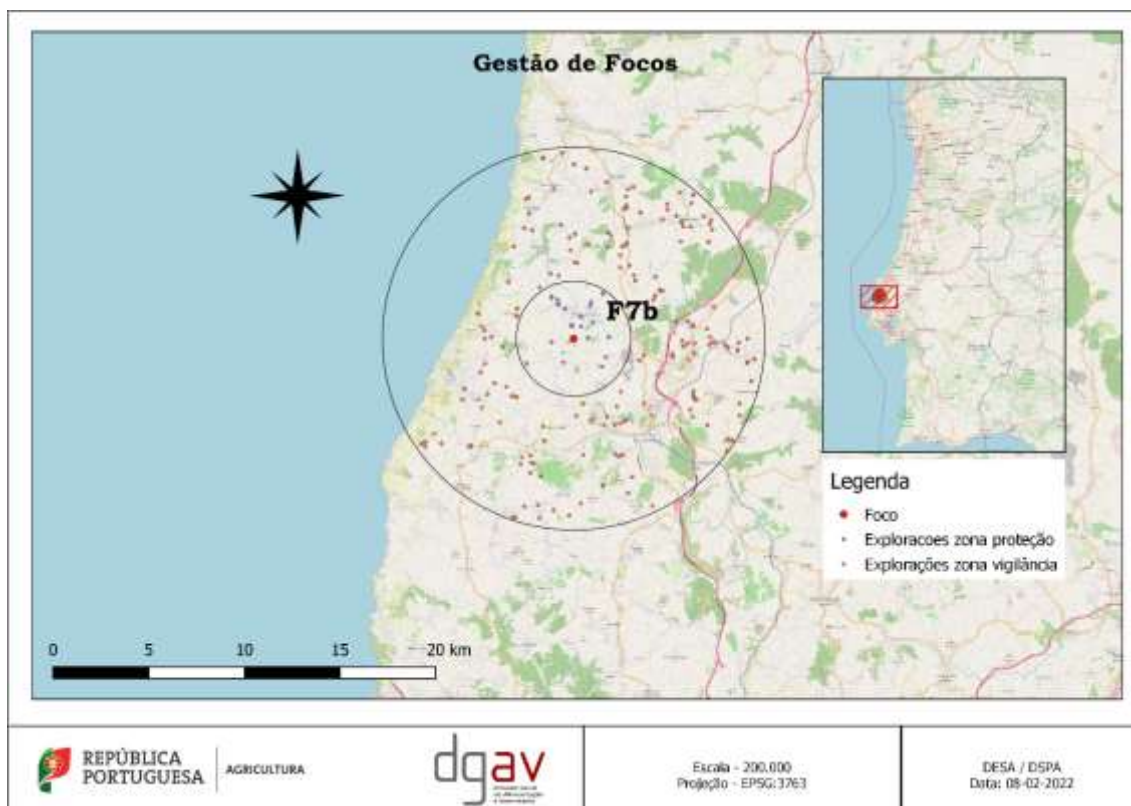 Gestão de Focos
F7b
Legenda
Foco
Exploracoes zona proteção
Explorações zona vigilância
0 5 10 15 20 km
REPÚBLICA
PORTUGUESA
AGRICULTURA
dgav
Escala - 200.000
Projeção - EPSG:3763
DESA / DSPA
Data: 08-02-2022